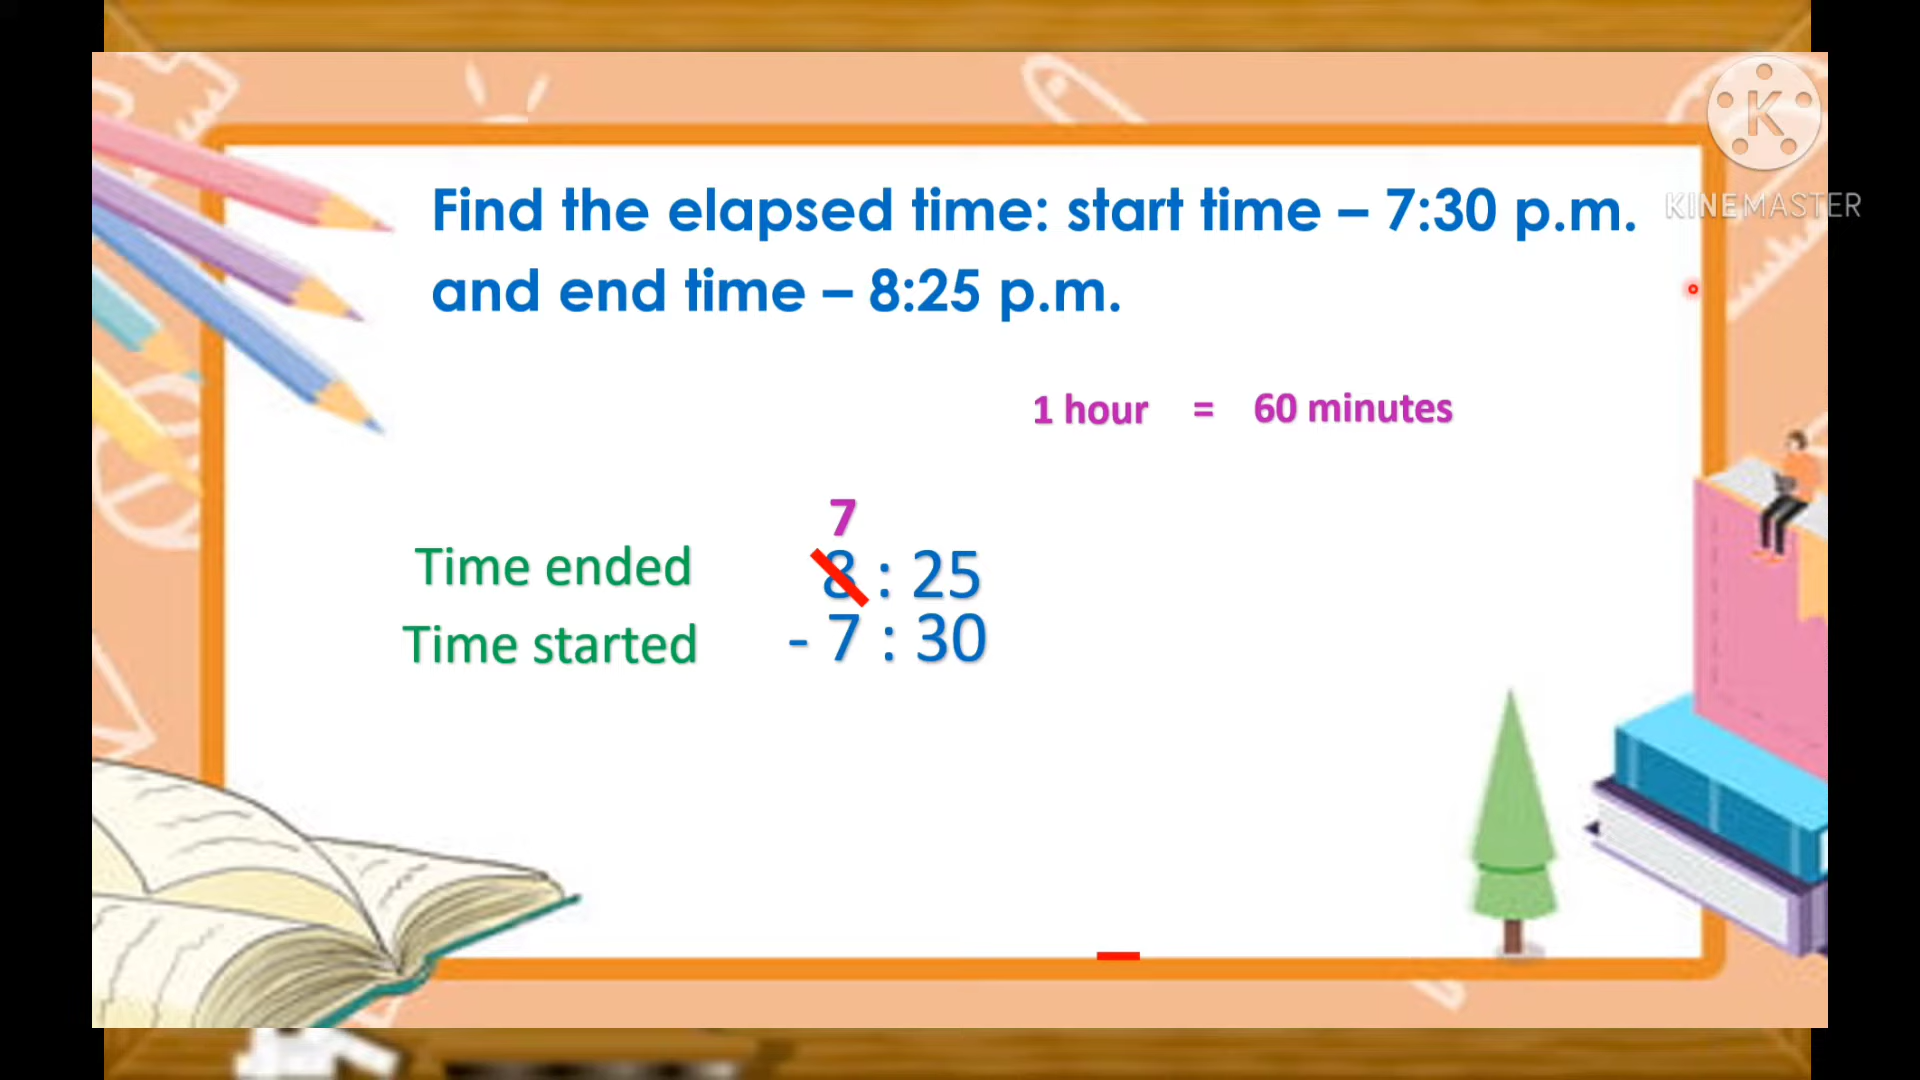 Find the elapsed time: start time – 7:30 p.m.
and end time – 8:25 p.m.
K
KINEMASTER
1 hour = 60 minutes
7
Time ended 8 : 25
Time started - 7 : 30